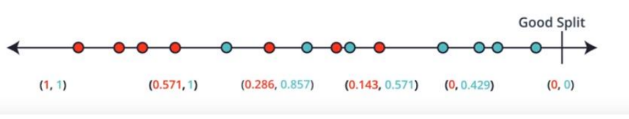 Good Split
(1, 1) (0.571, 1) (0.286, 0.857) (0.143, 0.571) (0, 0.429) (0, 0)